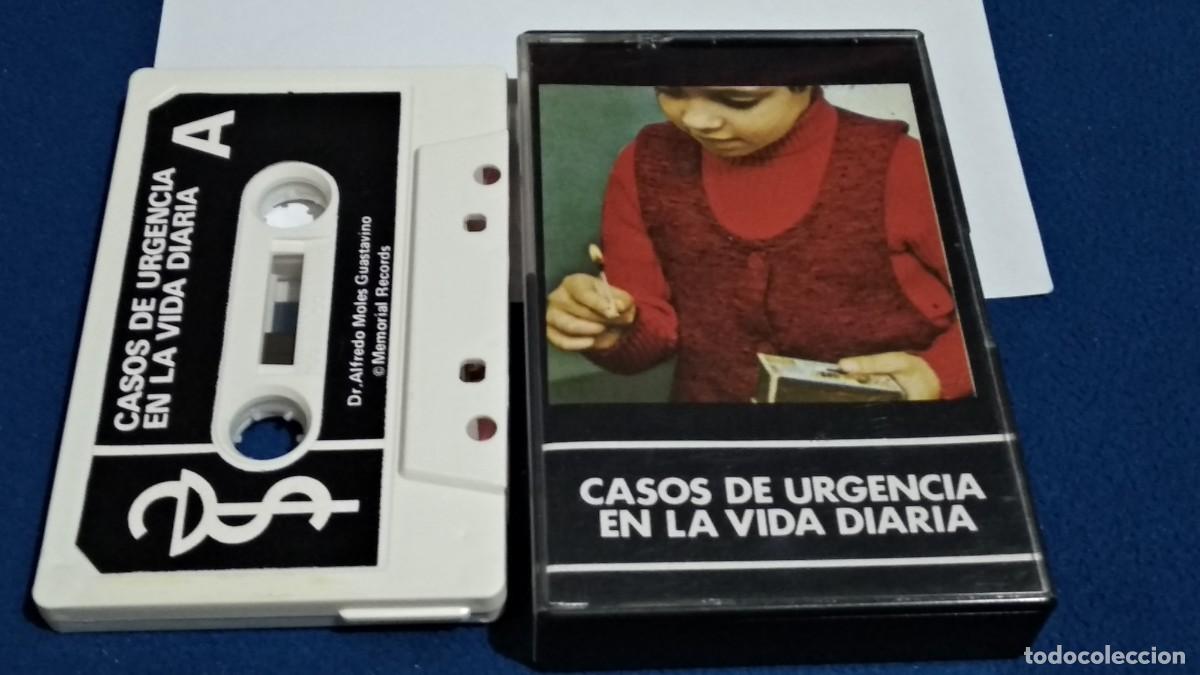 CASOS DE URGENCIA
EN LA VIDA DIARIA
A
Dr. Alfredo Moles Guastavino
© Memorial Records
CASOS DE URGENCIA
EN LA VIDA DIARIA
todocoleccion